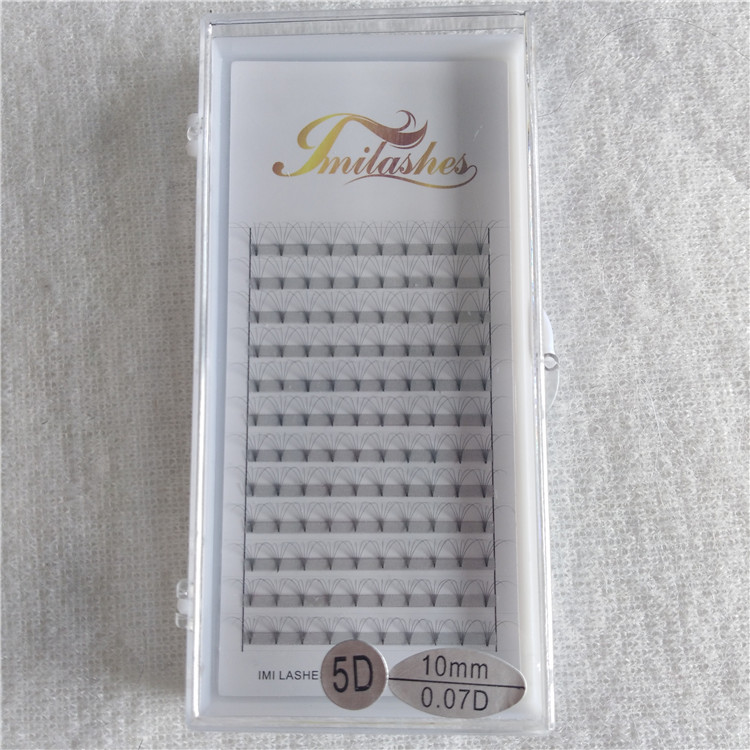 Imilashes
IMI LASHE
5D
10mm
0.07D